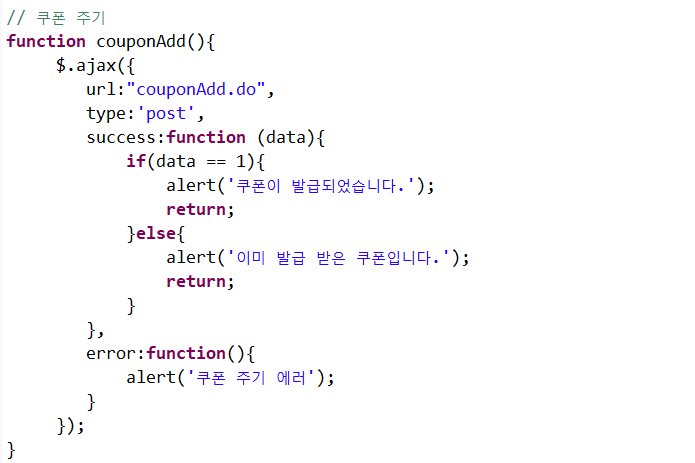 // 쿠폰 주기
function couponAdd(){
     $.ajax({
        url:"couponAdd.do",
        type:'post',
        success:function (data){
            if(data == 1){
                alert('쿠폰이 발급되었습니다.');
                return;
            }else{
                alert('이미 발급 받은 쿠폰입니다.');
                return;
            }
        },
        error:function(){
            alert('쿠폰 주기 에러');
        }
     });
}